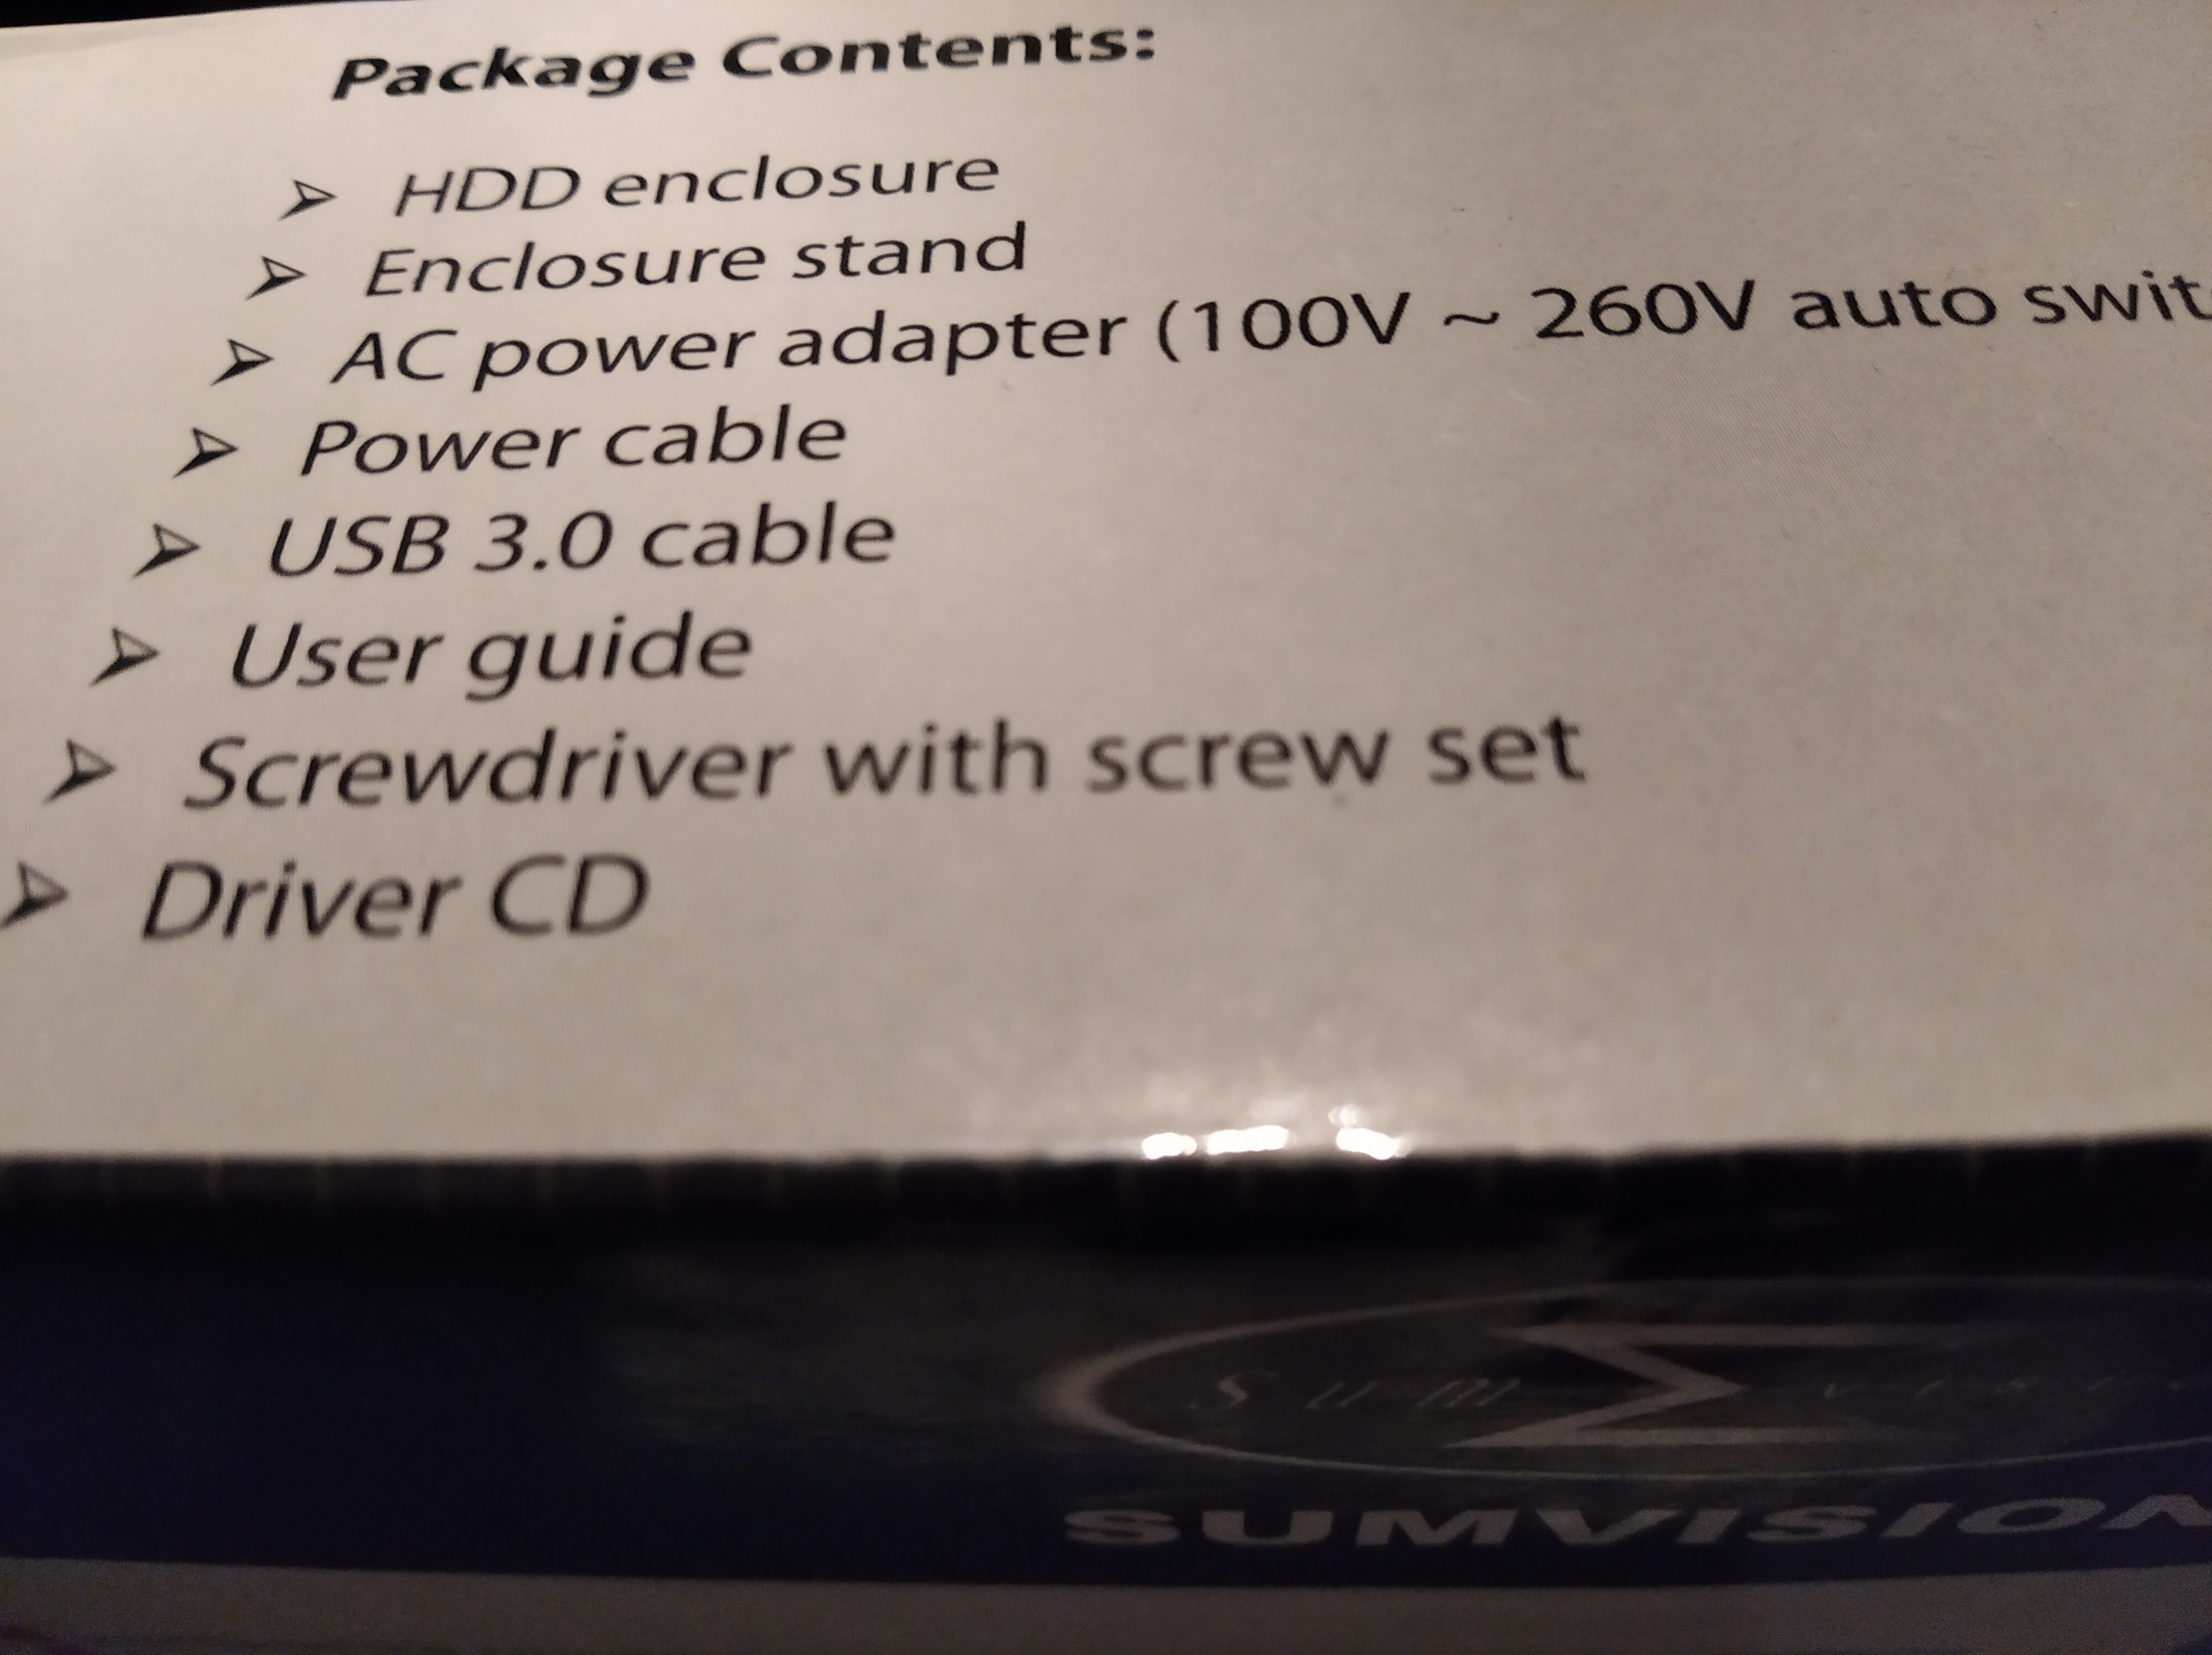 Package Contents:
➢ HDD enclosure
➢ Enclosure stand
➢ AC power adapter (100V ~ 260V auto swit
➢ Power cable
➢ USB 3.0 cable
➢ User guide
➢ Screwdriver with screw set
➢ Driver CD
Sum
SUMVISION